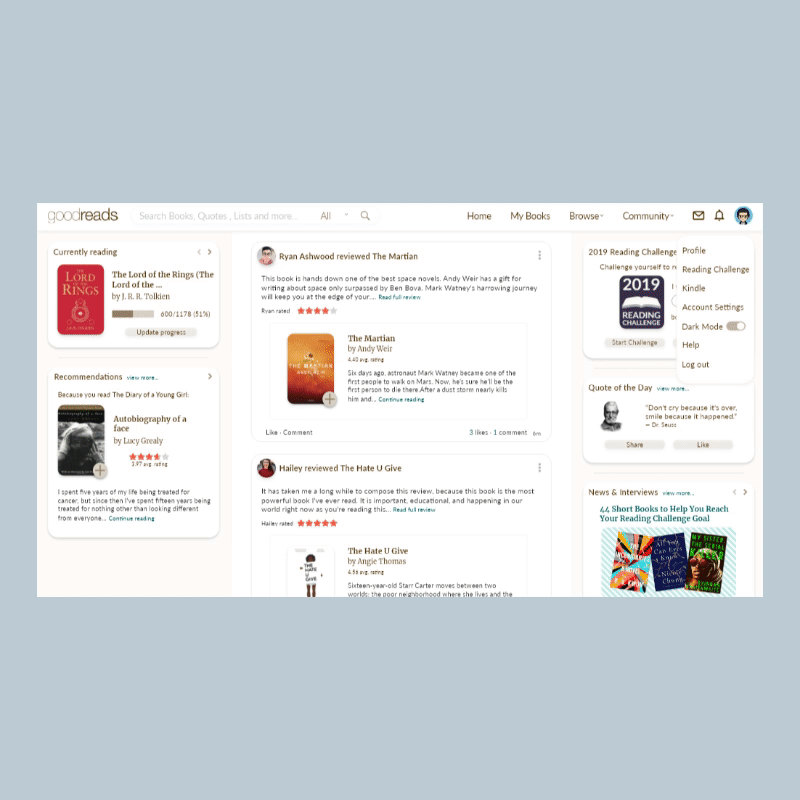 goodreads
Search Books, Quotes , Lists and more...
All
Home
My Books
Browse
Community
Currently reading
THE LORD OF THE RINGS
The Lord of the Rings (The
Lord of the ...
by J. R. R. Tolkien
600/1178 (51%)
Update progress
Recommendations view more...
Because you read The Diary of a Young Girl:
Autobiography of a
face
by Lucy Grealy
3.97 avg. rating
I spent five years of my life being treated for
cancer, but since then I've spent fifteen years being
treated for nothing other than looking different
from everyone... Continue reading
Ryan Ashwood reviewed The Martian
This book is hands down one of the best space novels. Andy Weir has a gift for
writing about space only surpassed by Ben Bova. Mark Watney's harrowing journey
will keep you at the edge of your.... Read full review
Ryan rated
THE MARTIAN
The Martian
by Andy Weir
4.40 avg. rating
Six days ago, astronaut Mark Watney became one of the
first people to walk on Mars. Now, he's sure he'll be the
first person to die there.After a dust storm nearly kills
him and... Continue reading
Like · Comment
3 likes · 1 comment
Hailey reviewed The Hate U Give
It has taken me a long while to compose this review, because this book is the most
powerful book I've ever read. It is important, educational, and happening in our
world right now as you're reading this... Read full review
Hailey rated
THE HATE U GIVE
The Hate U Give
by Angie Thomas
4.56 avg. rating
Sixteen-year-old Starr Carter moves between two
worlds: the poor neighborhood where she lives and the
2019 Reading Challenge
Challenge yourself to
2019
READING
CHALLENGE
Start Challenge
Profile
Reading Challenge
Kindle
Account Settings
Dark Mode
Help
Log out
Quote of the Day view more...
"Don't cry because it's over,
smile because it happened."
— Dr. Seuss
Share
Like
News & Interviews view more...
44 Short Books to Help You Reach
Your Reading Challenge Goal
MY SISTER
THE SERIAL